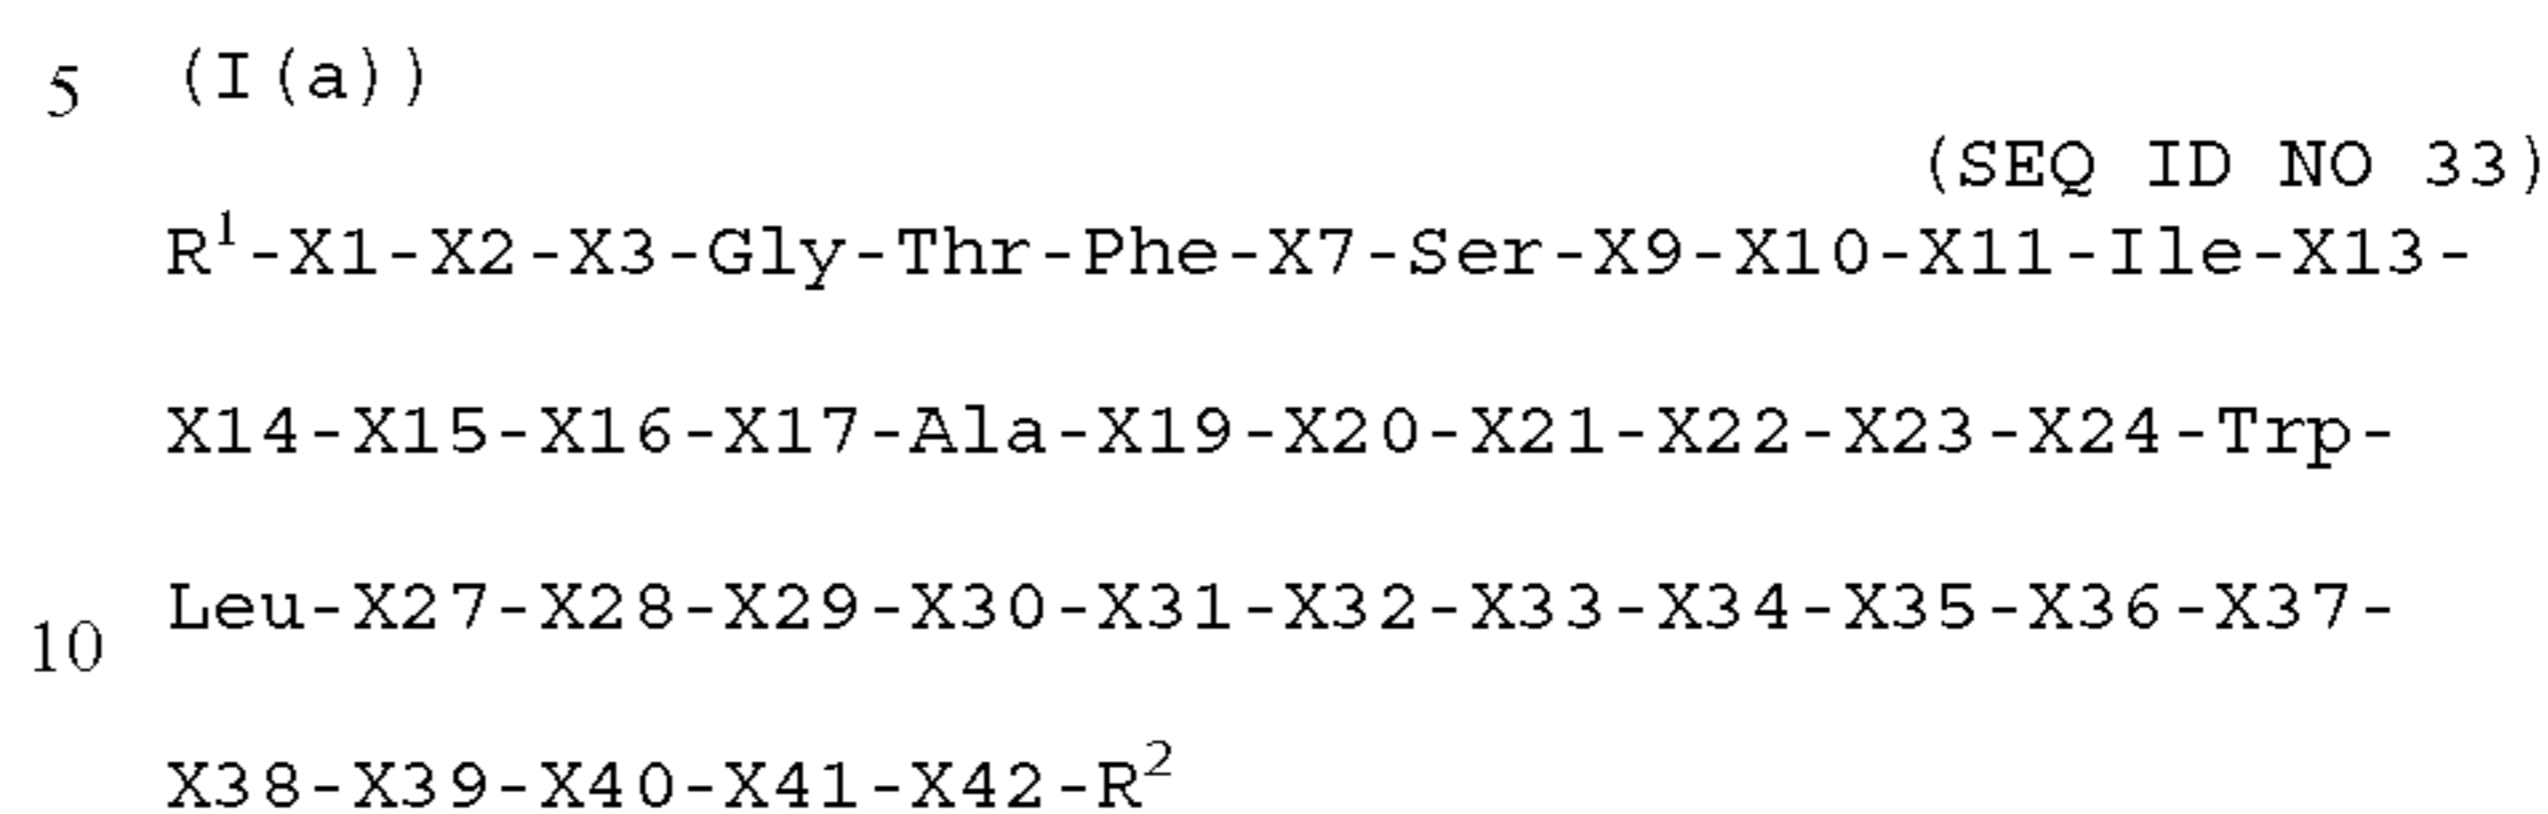 5 (I(a))
(SEQ ID NO 33)
R¹-X1-X2-X3-Gly-Thr-Phe-X7-Ser-X9-X10-X11-Ile-X13-
X14-X15-X16-X17-Ala-X19-X20-X21-X22-X23-X24-Trp-
10 Leu-X27-X28-X29-X30-X31-X32-X33-X34-X35-X36-X37-
X38-X39-X40-X41-X42-R²